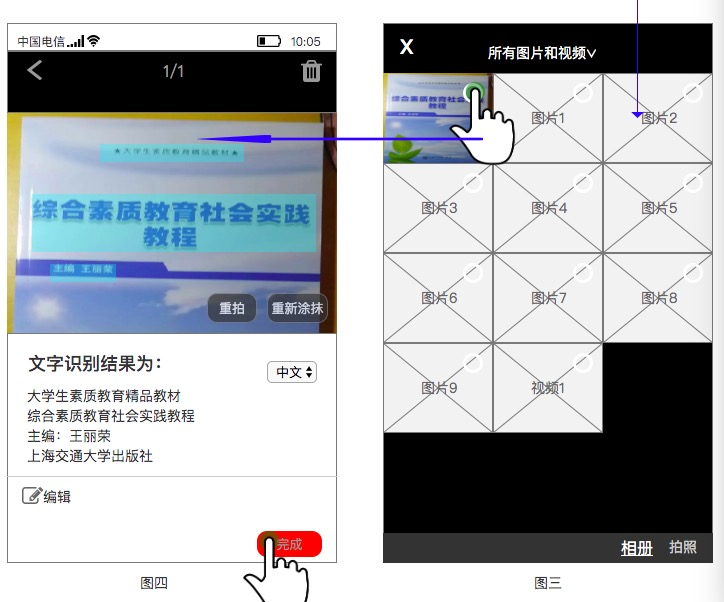 中国电信
10:05
1/1
★大学生素质教育精品教材★
综合素质教育社会实践
教程
主编 王丽荣
重拍
重新涂抹
文字识别结果为：
中文
大学生素质教育精品教材
综合素质教育社会实践教程
主编：王丽荣
上海交通大学出版社
编辑
完成
图四
X
所有图片和视频
综合素质教育社会
教程
图片1
图片2
图片3
图片4
图片5
图片6
图片7
图片8
图片9
视频1
相册
拍照
图三